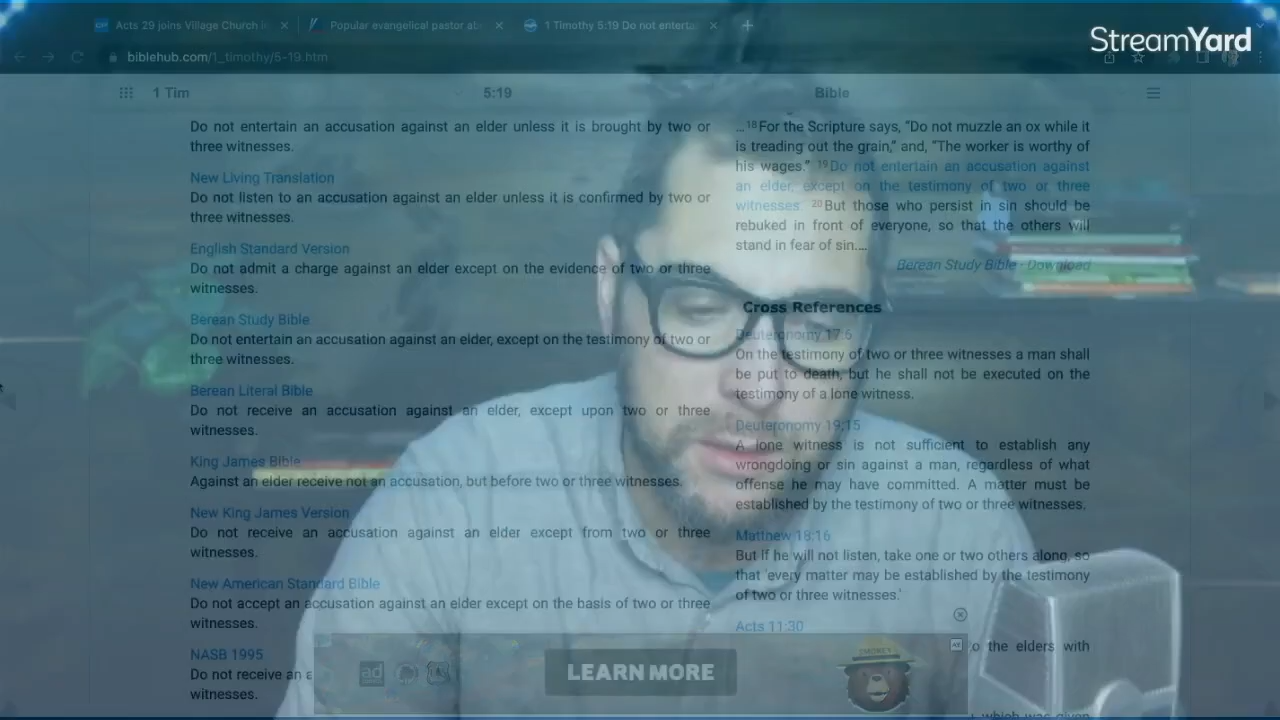 Acts 29 joins Village Church i
Popular evangelical pastor at
1 Timothy 5:19 Do not enterta
StreamYard
biblehub.com/1_timothy/5-19.htm
1 Tim
5:19
Bible
Do not entertain an accusation against an elder unless it is brought by two or
three witnesses.
New Living Translation
Do not listen to an accusation against an elder unless it is confirmed by two or
three witnesses.
English Standard Version
Do not admit a charge against an elder except on the evidence of two or three
witnesses.
Berean Study Bible
Do not entertain an accusation against an elder, except on the testimony of two or
three witnesses.
Berean Literal Bible
Do not receive an accusation against an elder, except upon two or three
witnesses.
King James Bible
Against an elder receive not an accusation, but before two or three witnesses.
New King James Version
Do not receive an accusation against an elder except from two or three
witnesses.
New American Standard Bible
Do not accept an accusation against an elder except on the basis of two or three
witnesses.
NASB 1995
Do not receive an
witnesses.
…18For the Scripture says, “Do not muzzle an ox while it
is treading out the grain,” and, “The worker is worthy of
his wages.” 19Do not entertain an accusation against
an elder, except on the testimony of two or three
witnesses. 20But those who persist in sin should be
rebuked in front of everyone, so that the others will
stand in fear of sin.…
Berean Study Bible · Download
Cross References
Deuteronomy 17:6
On the testimony of two or three witnesses a man shall
be put to death, but he shall not be executed on the
testimony of a lone witness.
Deuteronomy 19:15
A lone witness is not sufficient to establish any
wrongdoing or sin against a man, regardless of what
offense he may have committed. A matter must be
established by the testimony of two or three witnesses.
Matthew 18:16
But if he will not listen, take one or two others along, so
that 'every matter may be established by the testimony
of two or three witnesses.'
Acts 11:30
to the elders with
which was given
ad
LEARN MORE
SMOKEY